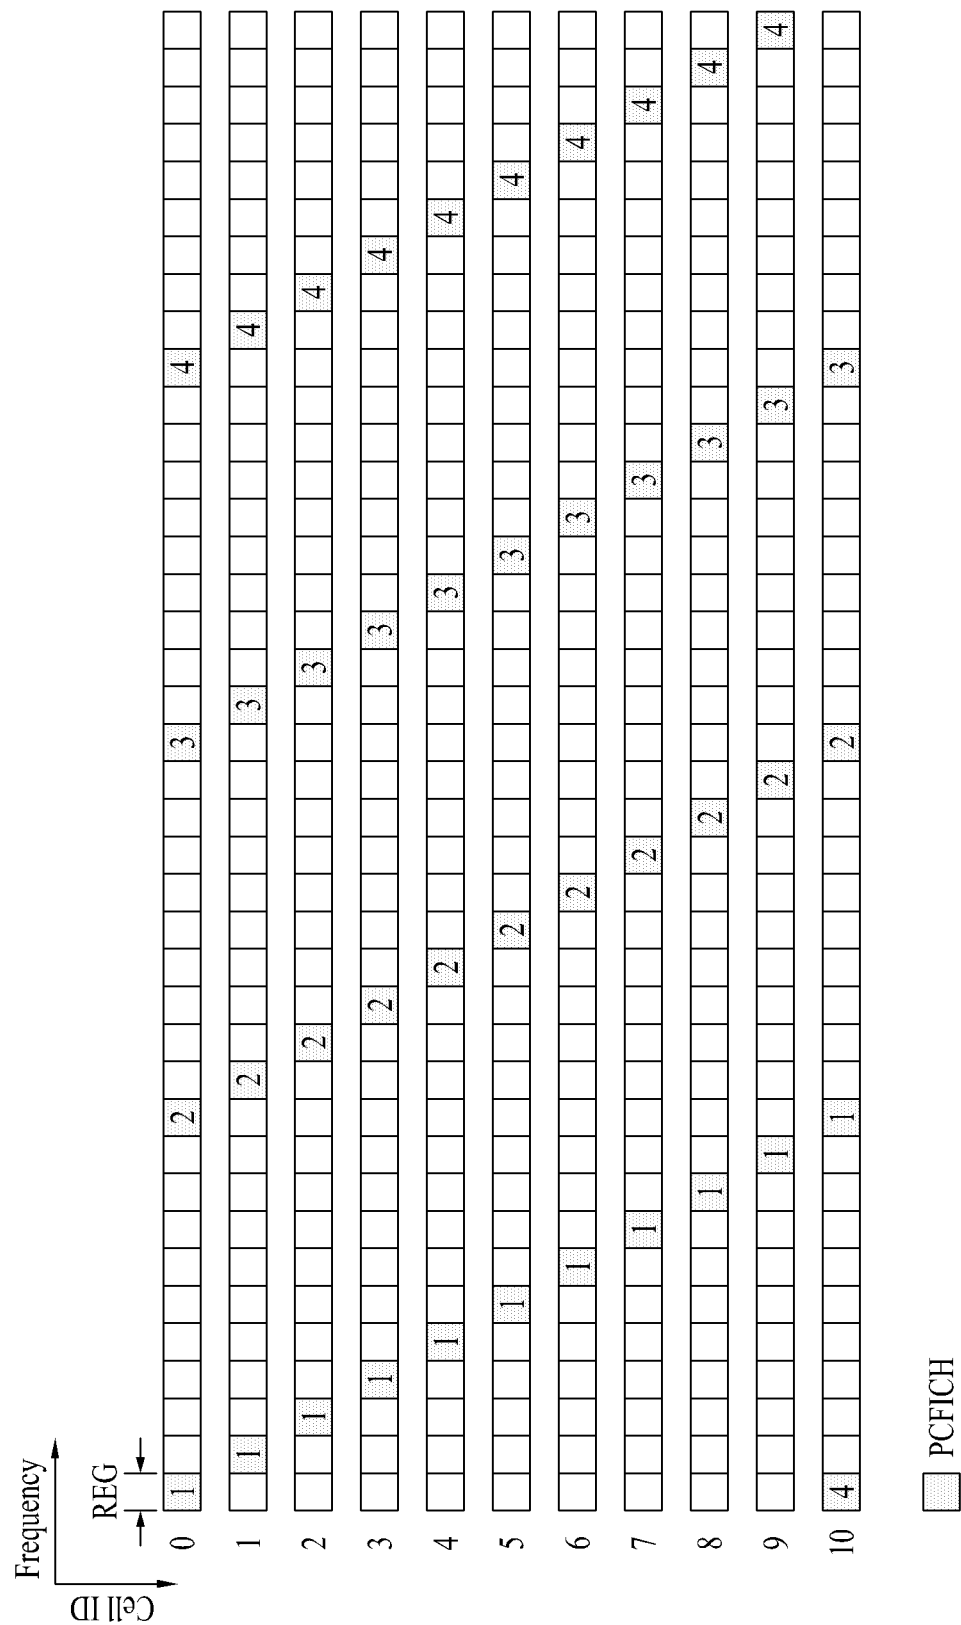 Frequency
Cell ID
REG
0 1 2 3 4
1 1 2 3 4
2 1 2 3 4
3 1 2 3 4
4 1 2 3 4
5 1 2 3 4
6 1 2 3 4
7 1 2 3 4
8 1 2 3 4
9 1 2 3 4
10 4 1 2 3
PCFICH